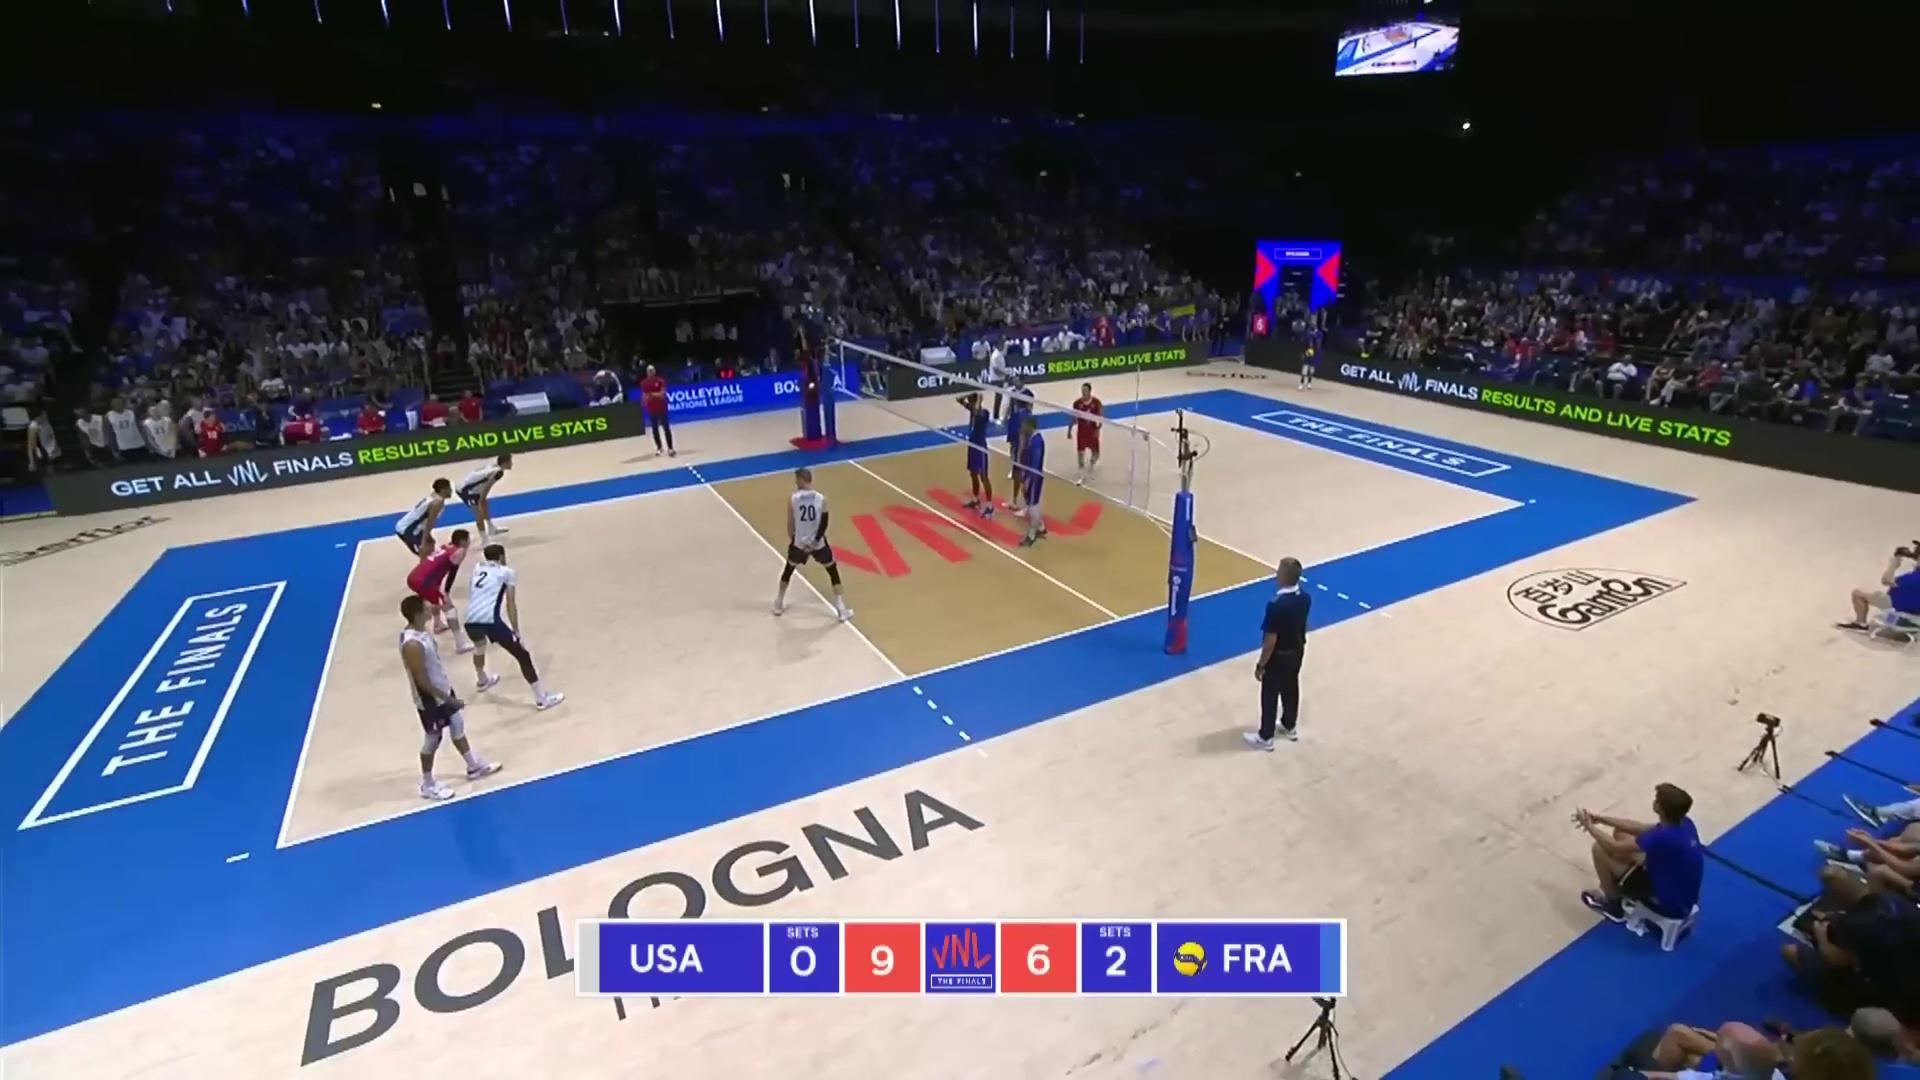 GET ALL VNL FINALS RESULTS AND LIVE STATS
VOLLEYBALL
NATIONS LEAGUE
GET ALL VNL FINALS RESULTS AND LIVE STATS
GET ALL VNL FINALS RESULTS AND LIVE STATS
THE FINALS
THE FINALS
VNL
20
2
BOLOGNA
USA
SETS
0
9
VNL
THE FINALS
6
SETS
2
FRA